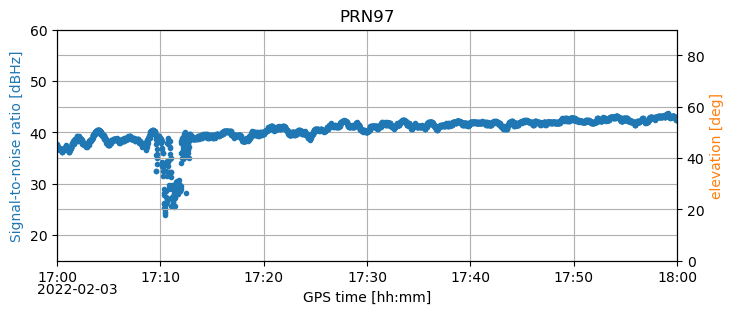 PRN97
Signal-to-noise ratio [dBHz]
60
50
40
30
20
80
60
40
20
0
elevation [deg]
17:00 17:10 17:20 17:30 17:40 17:50 18:00
2022-02-03
GPS time [hh:mm]